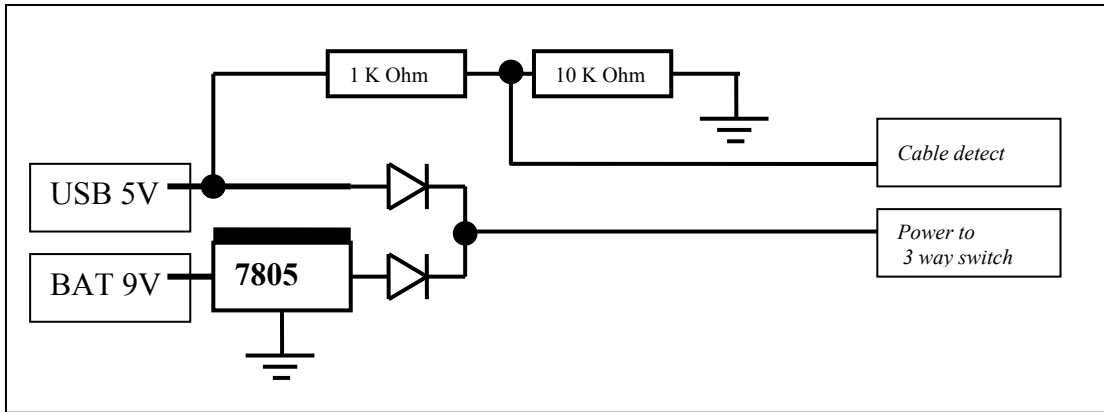 1 K Ohm
10 K Ohm
Cable detect
USB 5V
Power to
3 way switch
BAT 9V
7805